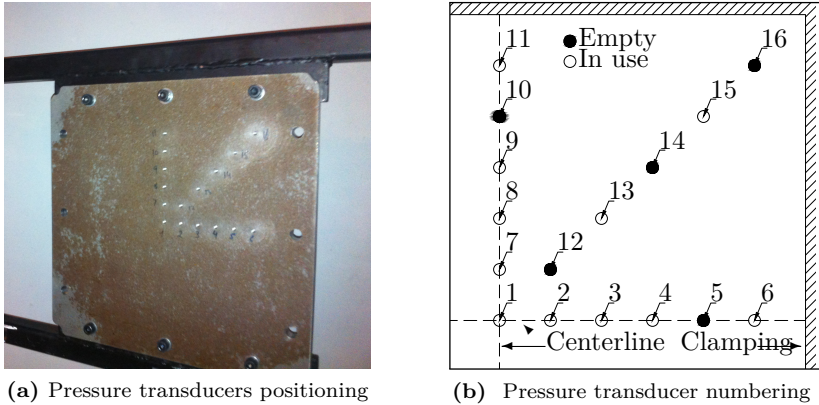 11
Empty
In use
16
10
15
9
14
8
13
7
12
1 2 3 4 5 6
Centerline Clamping
(a) Pressure transducers positioning
(b) Pressure transducer numbering